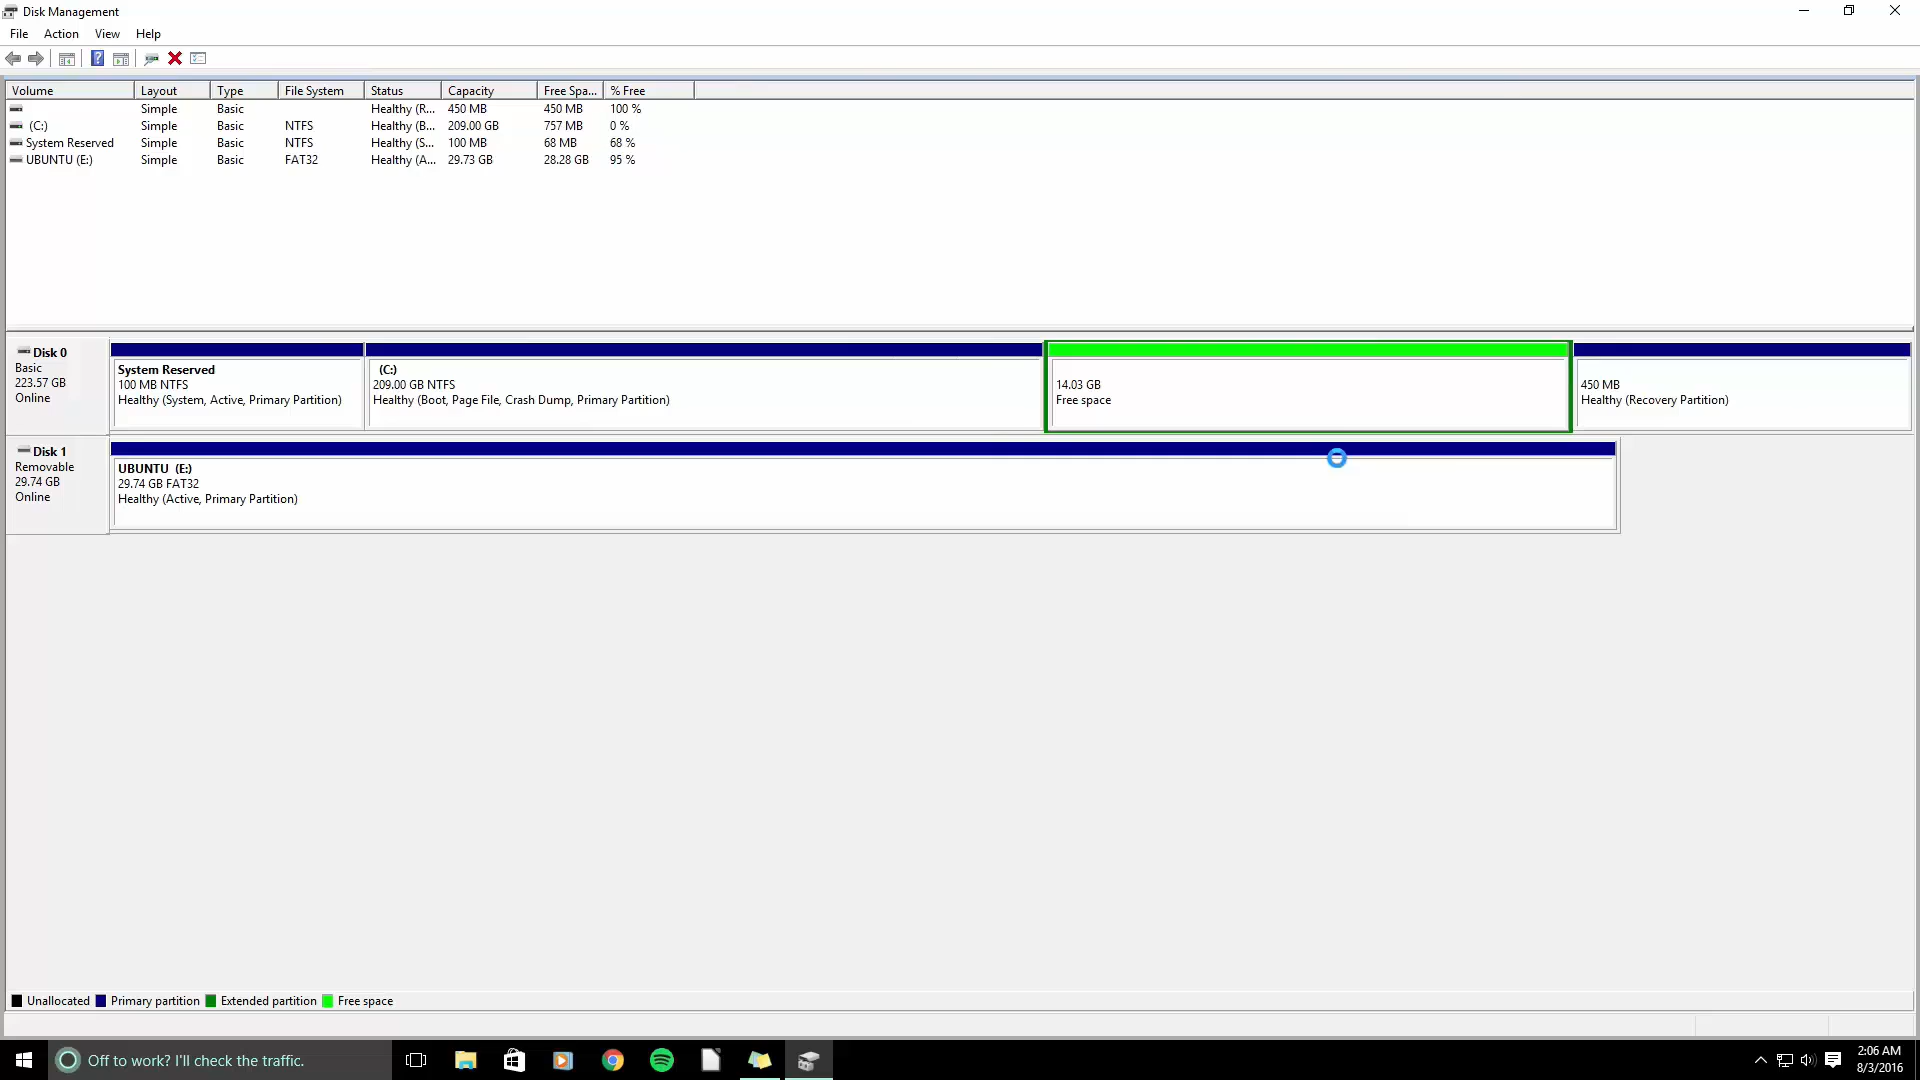 Disk Management
File Action View Help
Volume Layout Type File System Status Capacity Free Spa... % Free
Simple Basic Healthy (R... 450 MB 450 MB 100 %
(C:) Simple Basic NTFS Healthy (B... 209.00 GB 757 MB 0 %
System Reserved Simple Basic NTFS Healthy (S... 100 MB 68 MB 68 %
UBUNTU (E:) Simple Basic FAT32 Healthy (A... 29.73 GB 28.28 GB 95 %
Disk 0
Basic
223.57 GB
Online
System Reserved
100 MB NTFS
Healthy (System, Active, Primary Partition)
(C:)
209.00 GB NTFS
Healthy (Boot, Page File, Crash Dump, Primary Partition)
14.03 GB
Free space
450 MB
Healthy (Recovery Partition)
Disk 1
Removable
29.74 GB
Online
UBUNTU (E:)
29.74 GB FAT32
Healthy (Active, Primary Partition)
Unallocated Primary partition Extended partition Free space
Off to work? I'll check the traffic.
2:06 AM
8/3/2016